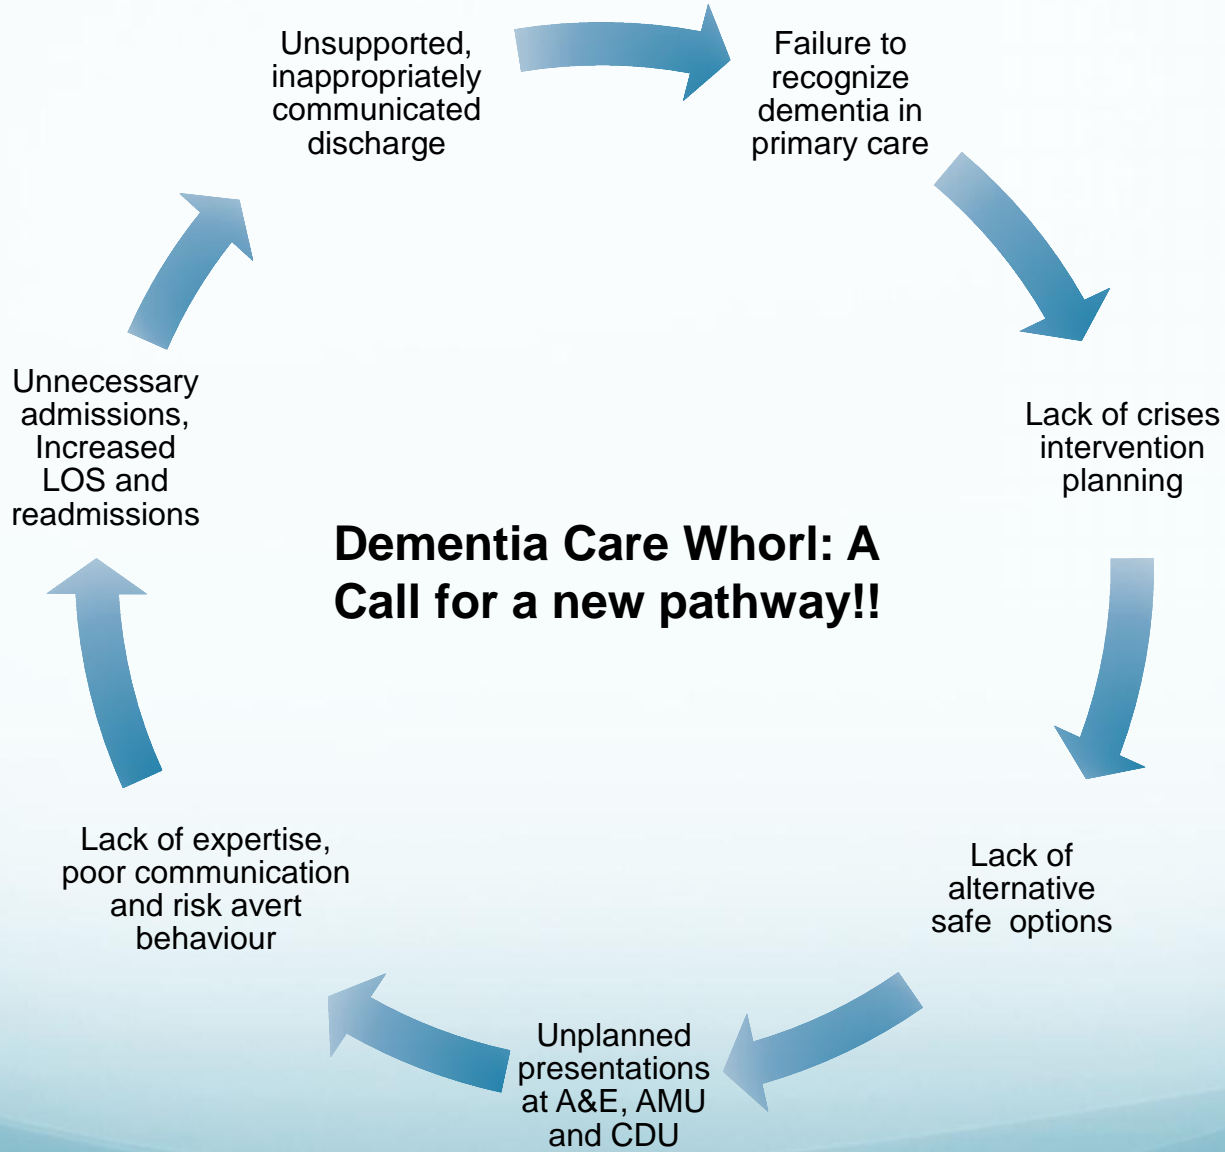 Unsupported,
inappropriately
communicated
discharge
Failure to
recognize
dementia in
primary care
Lack of crises
intervention
planning
Lack of
alternative
safe options
Unplanned
presentations
at A&E, AMU
and CDU
Lack of expertise,
poor communication
and risk avert
behaviour
Unnecessary
admissions,
Increased
LOS and
readmissions
Dementia Care Whorl: A
Call for a new pathway!!